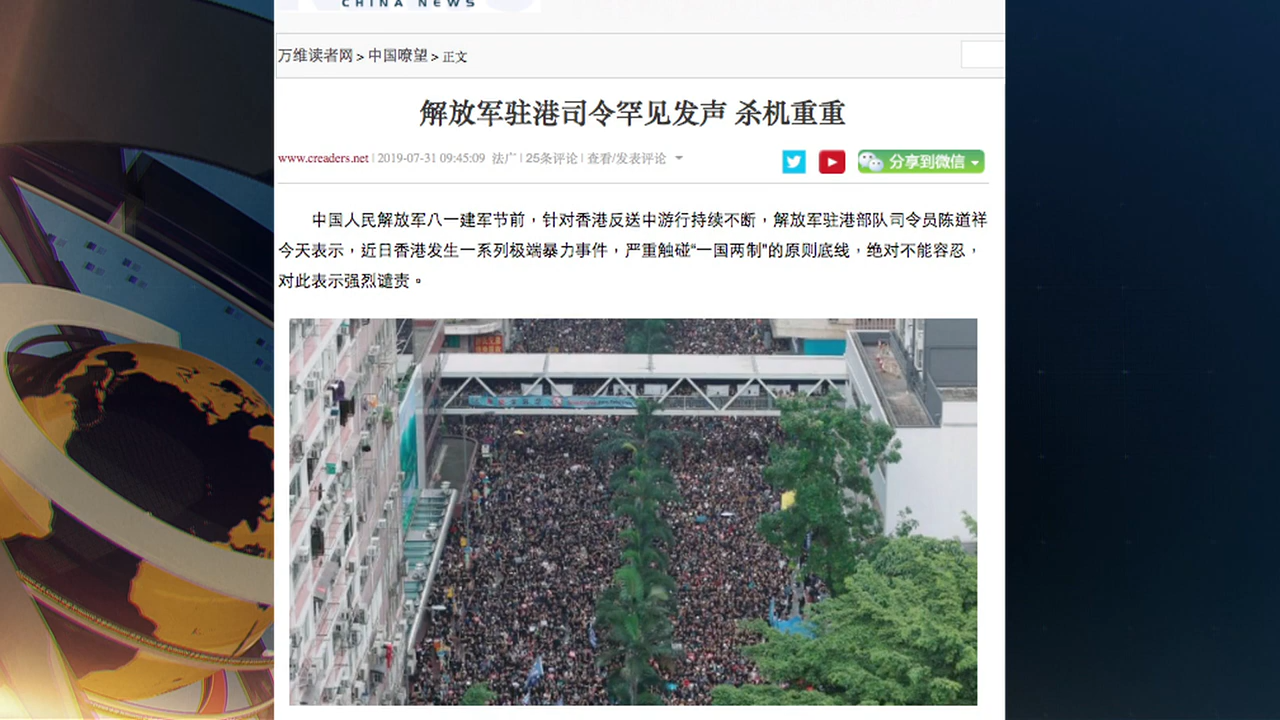 CHINA NEWS
万维读者网 > 中国瞭望 > 正文
解放军驻港司令罕见发声 杀机重重
www.creaders.net | 2019-07-31 09:45:09 法广 | 25条评论 | 查看/发表评论
分享到微信
中国人民解放军八一建军节前，针对香港反送中游行持续不断，解放军驻港部队司令员陈道祥
今天表示，近日香港发生一系列极端暴力事件，严重触碰“一国两制”的原则底线，绝对不能容忍，
对此表示强烈谴责。